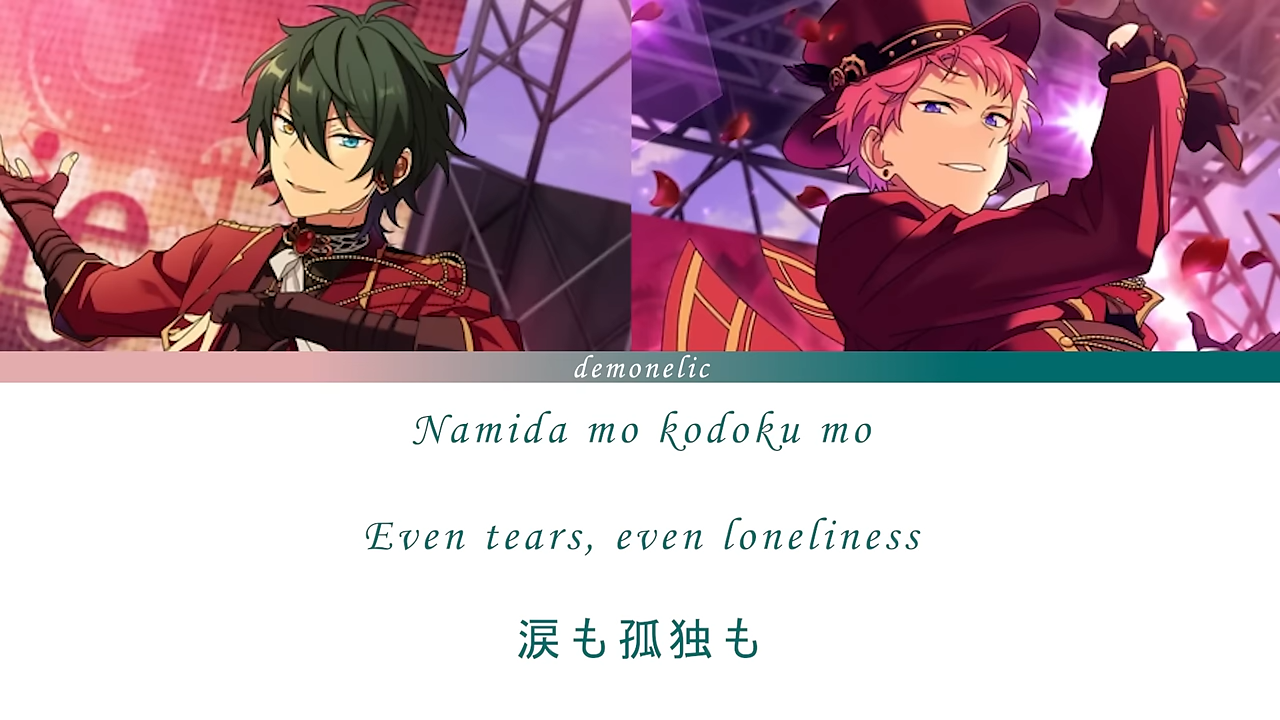 demonelic
Namida mo kodoku mo
Even tears, even loneliness
涙も孤独も